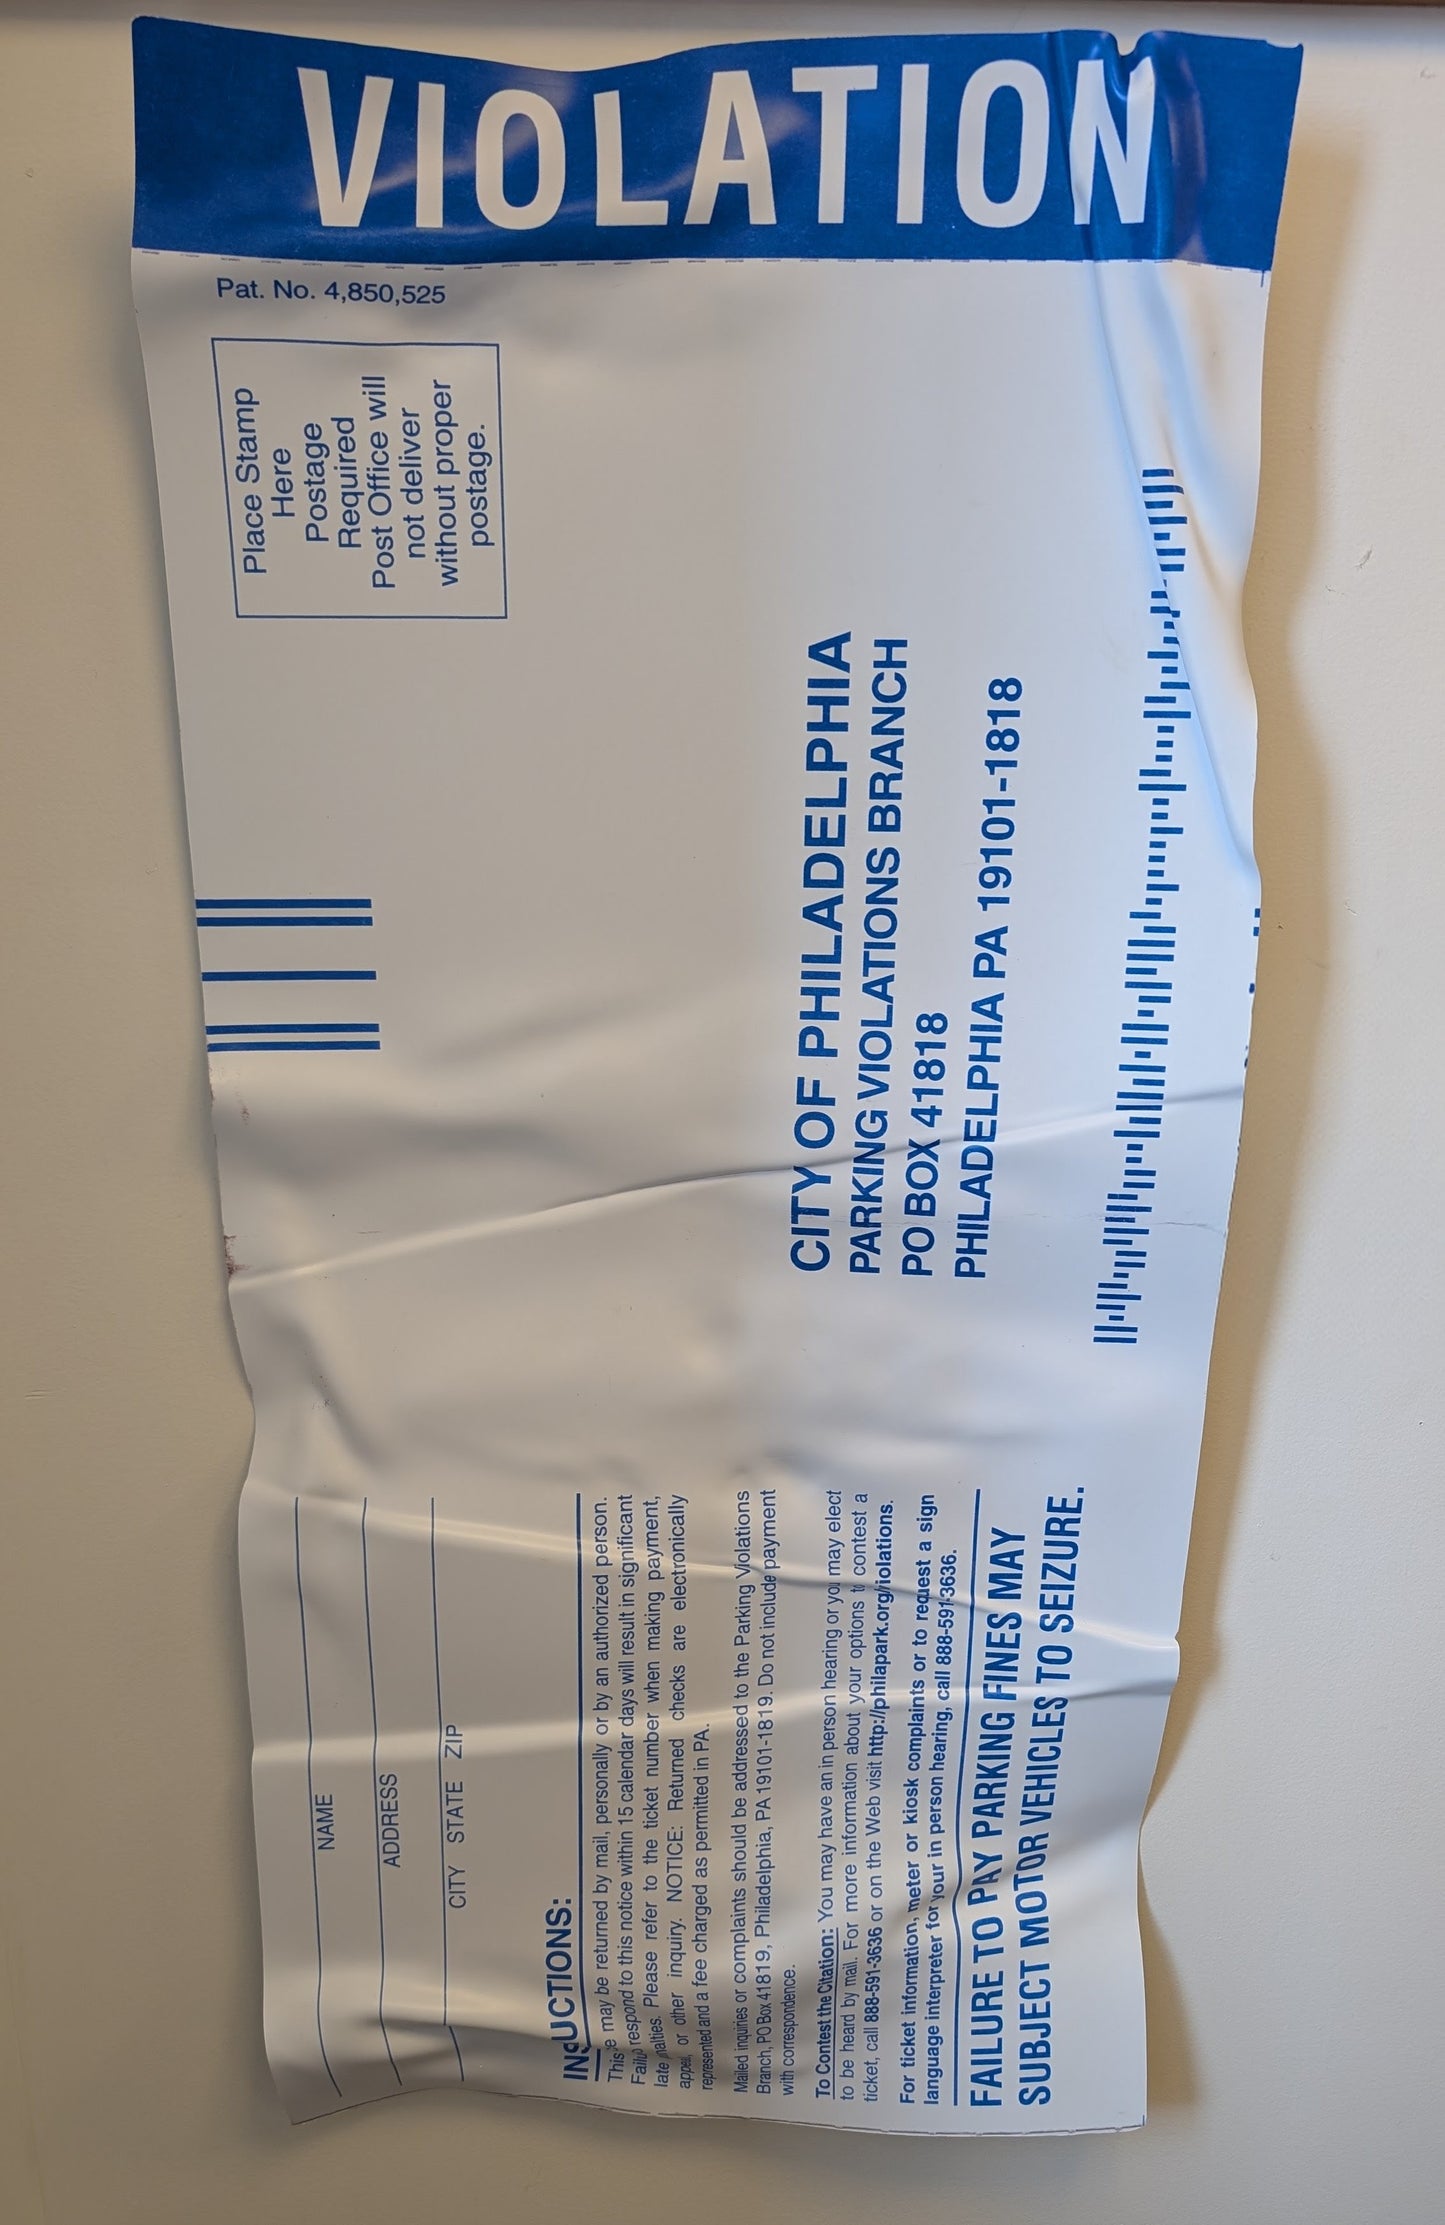 VIOLATION
Pat. No. 4,850,525
Place Stamp
Here
Postage
Required
Post Office will
not deliver
without proper
postage.
CITY OF PHILADELPHIA
PARKING VIOLATIONS BRANCH
PO BOX 41818
PHILADELPHIA PA 19101-1818
NAME
ADDRESS
CITY STATE ZIP
INS UCTIONS:
This may be returned by mail, personally or by an authorized person.
respond to this notice within 15 calendar days will result in significant
late Please refer to the ticket number when making payment,
or other inquiry. NOTICE: Returned checks are electronically
represented and a fee charged as permitted in PA.
Mailed inquiries or complaints should be addressed to the Parking Violations
Branch, PO Box 41819, Philadelphia, PA 19101-1819. Do not include payment
with correspondence.
To Contest the Citation: You may have an in person hearing or you may elect
to be heard by mail. For more information about your options to contest a
ticket, call 888-591-3636 or on the Web visit http://philapark.org/violations.
For ticket information, meter or kiosk complaints or to request a sign
language interpreter for your in person hearing, call 888-591-3636.
FAILURE TO PAY PARKING FINES MAY
SUBJECT MOTOR VEHICLES TO SEIZURE.